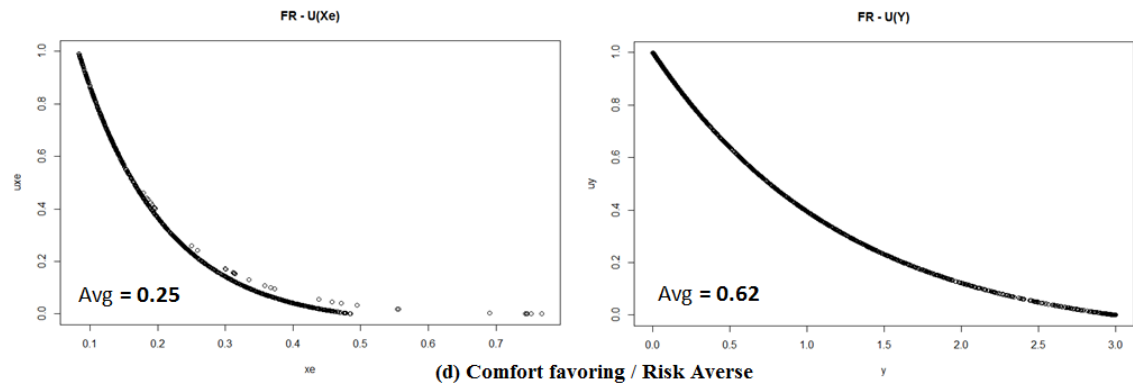 FR - U(Xe)
uxe
1.0
0.8
0.6
0.4
0.2
0.0
Avg = 0.25
0.1 0.2 0.3 0.4 0.5 0.6 0.7
xe
FR - U(Y)
uy
1.0
0.8
0.6
0.4
0.2
0.0
Avg = 0.62
0.0 0.5 1.0 1.5 2.0 2.5 3.0
y
(d) Comfort favoring / Risk Averse